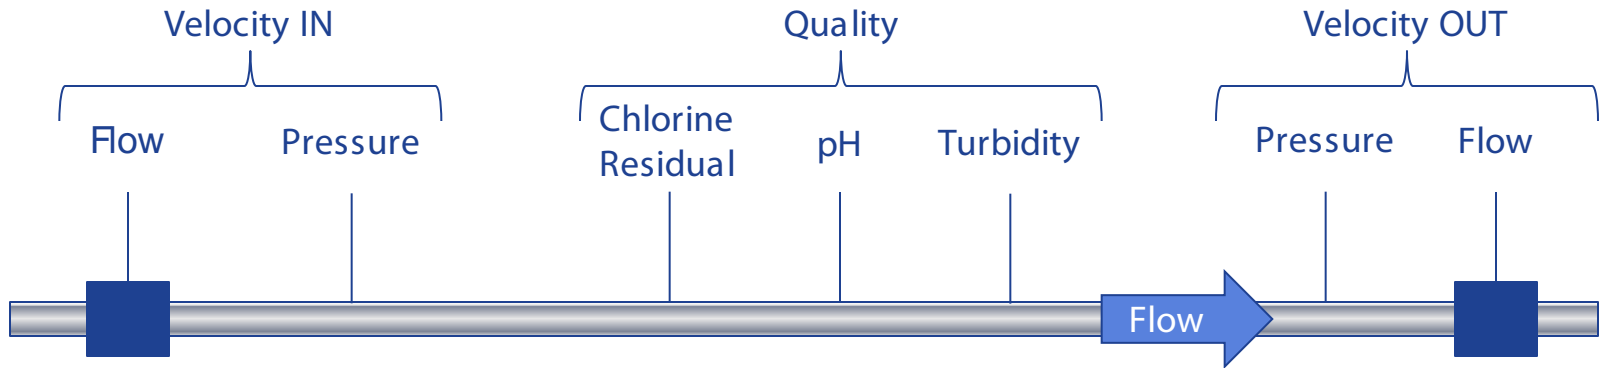 Velocity IN
Quality
Velocity OUT
Flow
Pressure
Chlorine
Residual
pH
Turbidity
Pressure
Flow
Flow